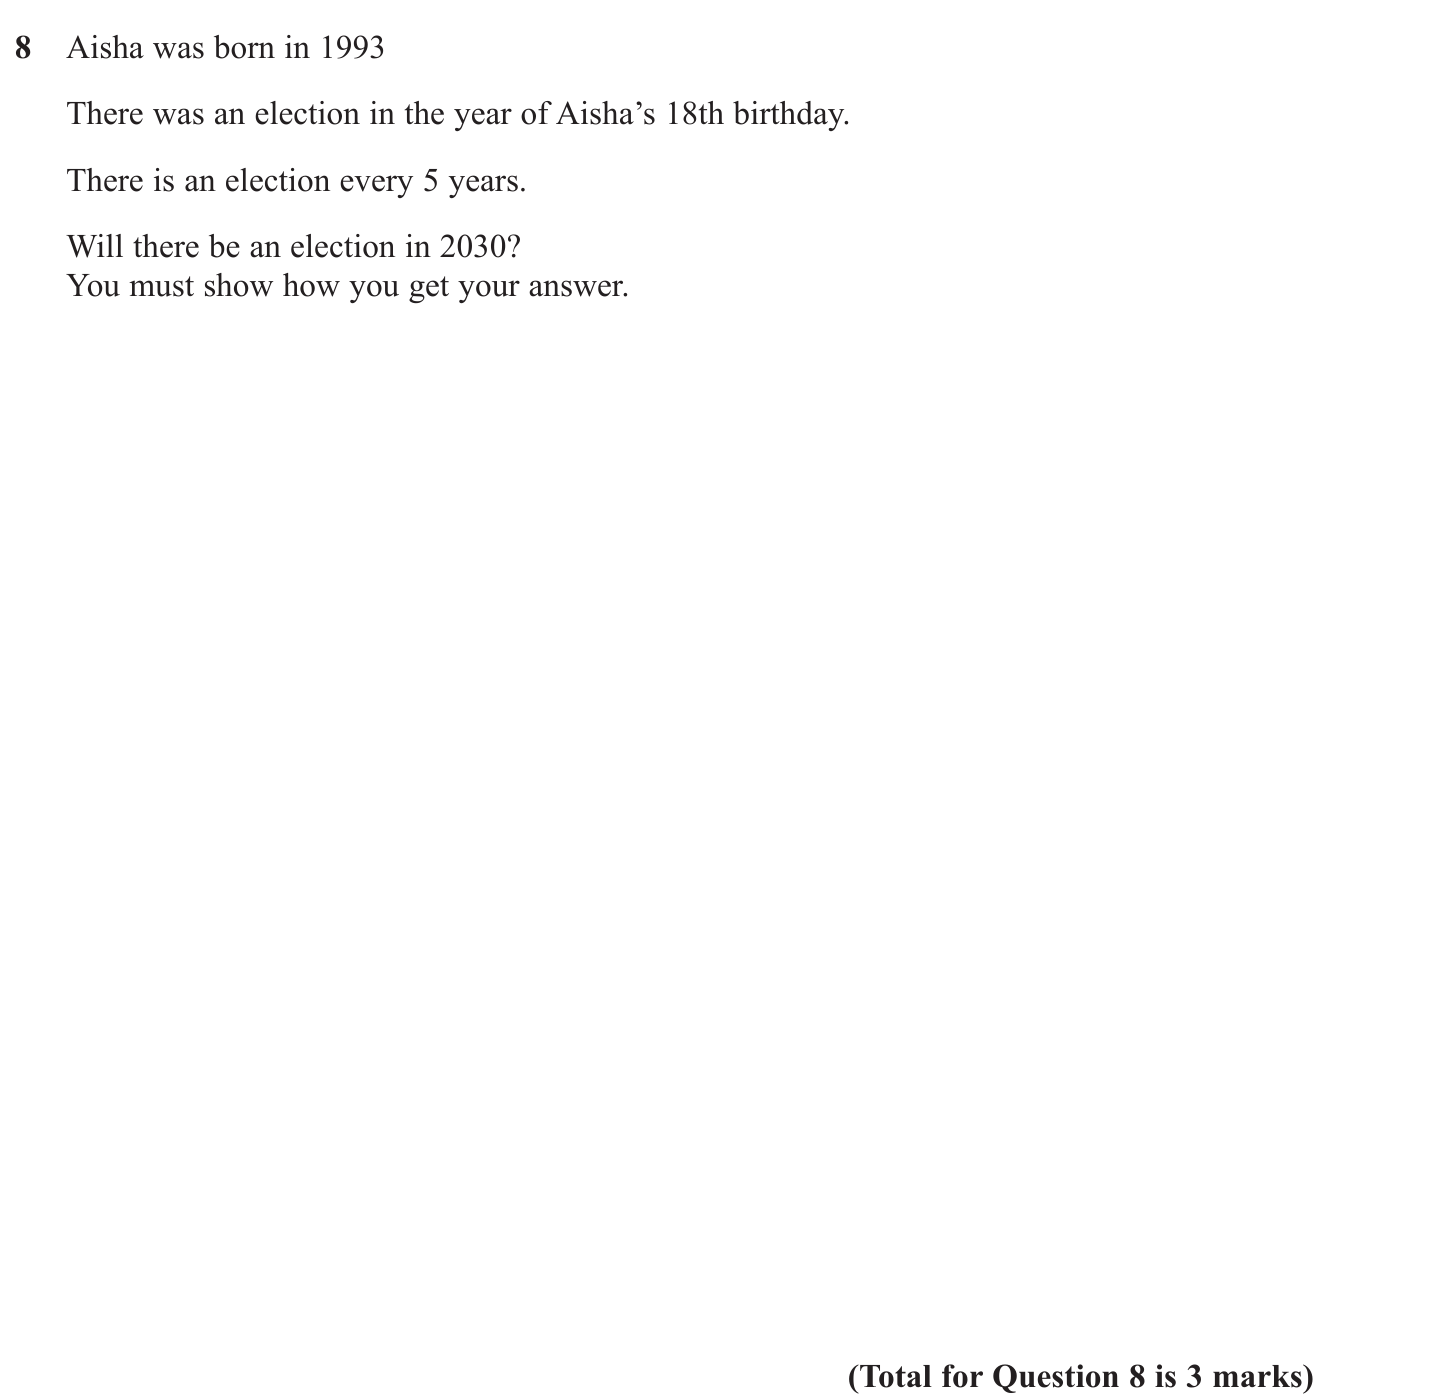 8 Aisha was born in 1993
There was an election in the year of Aisha’s 18th birthday.
There is an election every 5 years.
Will there be an election in 2030?
You must show how you get your answer.
(Total for Question 8 is 3 marks)